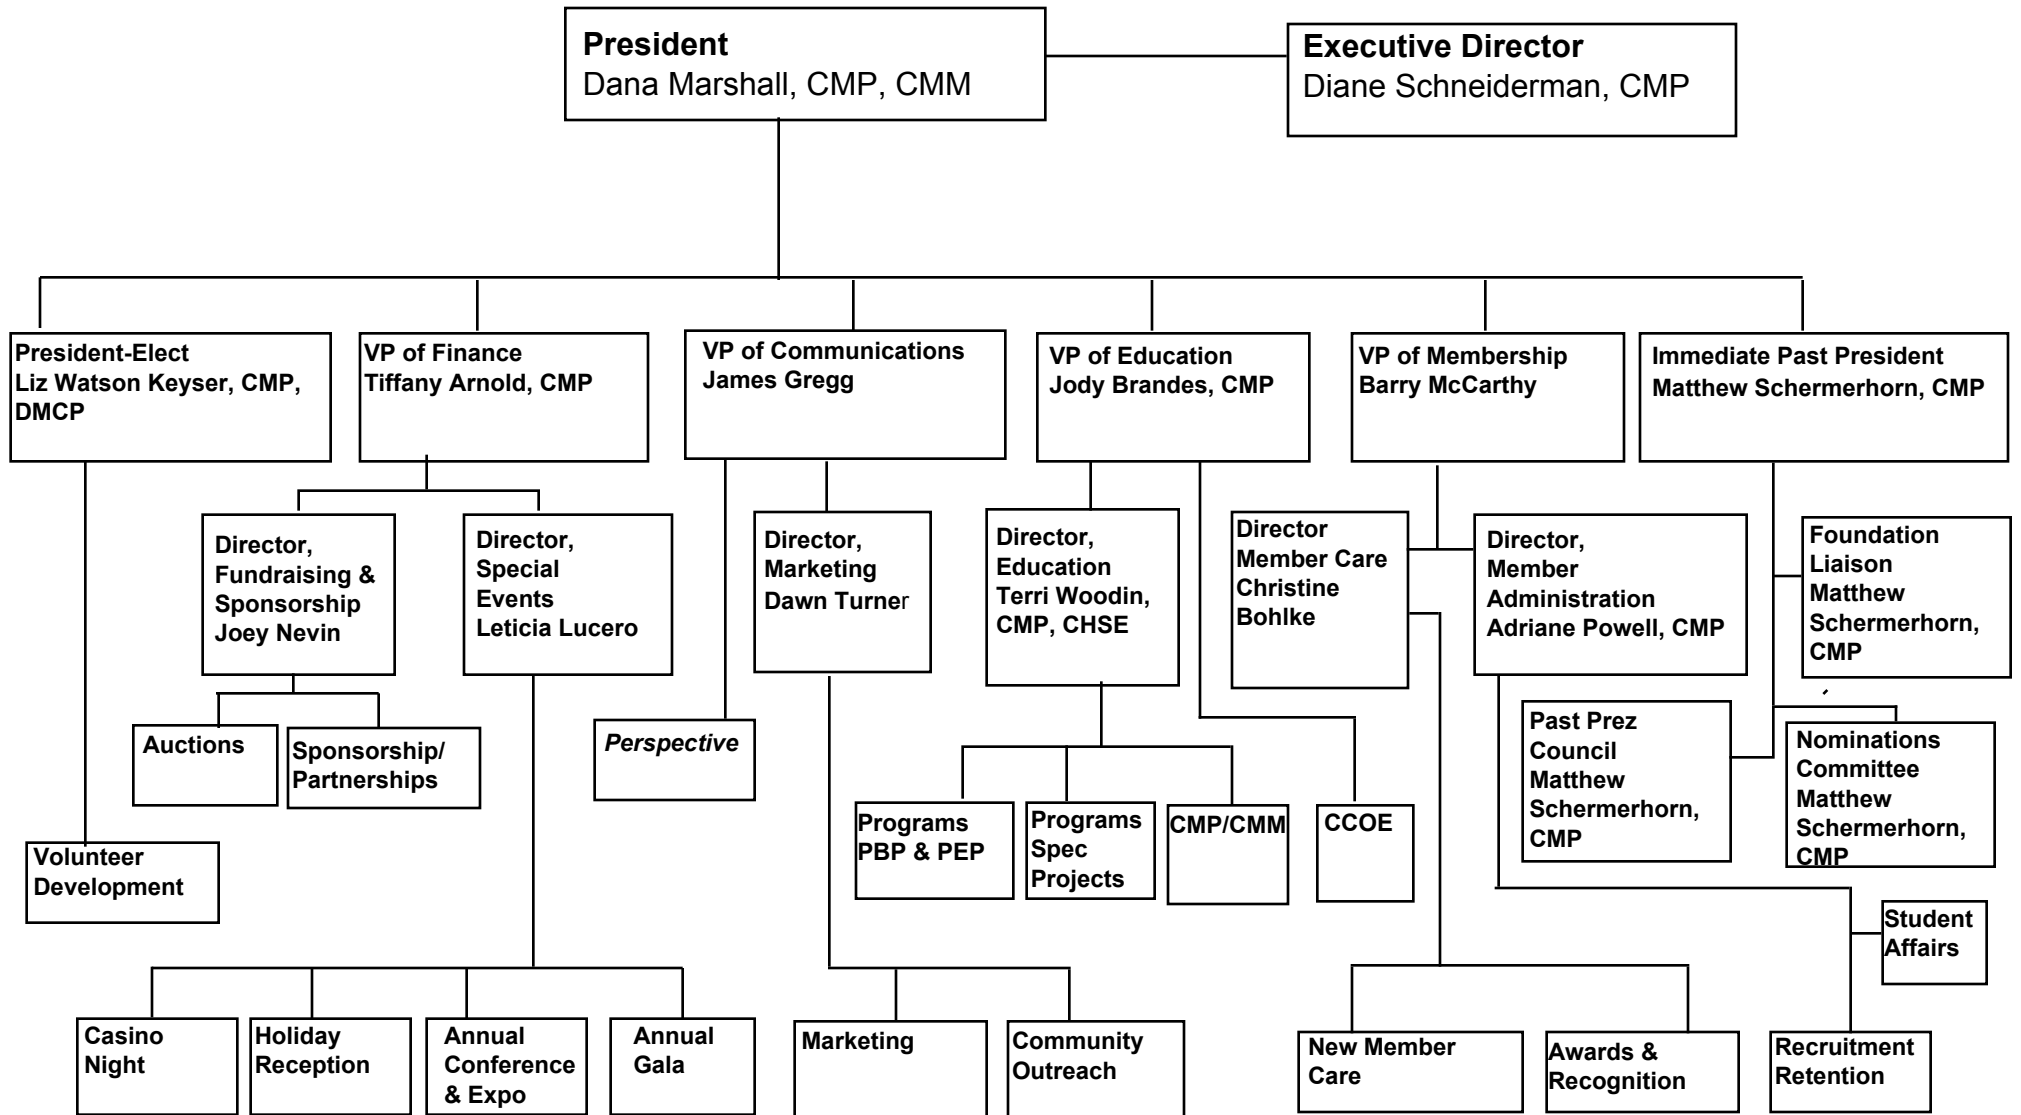 President
Dana Marshall, CMP, CMM
Executive Director
Diane Schneiderman, CMP
President-Elect
Liz Watson Keyser, CMP,
DMCP
VP of Finance
Tiffany Arnold, CMP
VP of Communications
James Gregg
VP of Education
Jody Brandes, CMP
VP of Membership
Barry McCarthy
Immediate Past President
Matthew Schermerhorn, CMP
Director,
Fundraising &
Sponsorship
Joey Nevin
Director,
Special
Events
Leticia Lucero
Director,
Marketing
Dawn Turner
Director,
Education
Terri Woodin,
CMP, CHSE
Director
Member Care
Christine
Bohlke
Director,
Member
Administration
Adriane Powell, CMP
Foundation
Liaison
Matthew
Schermerhorn,
CMP
Auctions
Sponsorship/
Partnerships
Perspective
Past Prez
Council
Matthew
Schermerhorn,
CMP
Nominations
Committee
Matthew
Schermerhorn,
CMP
Volunteer
Development
Programs
PBP & PEP
Programs
Spec
Projects
CMP/CMM
CCOE
Student
Affairs
Casino
Night
Holiday
Reception
Annual
Conference
& Expo
Annual
Gala
Marketing
Community
Outreach
New Member
Care
Awards &
Recognition
Recruitment
Retention